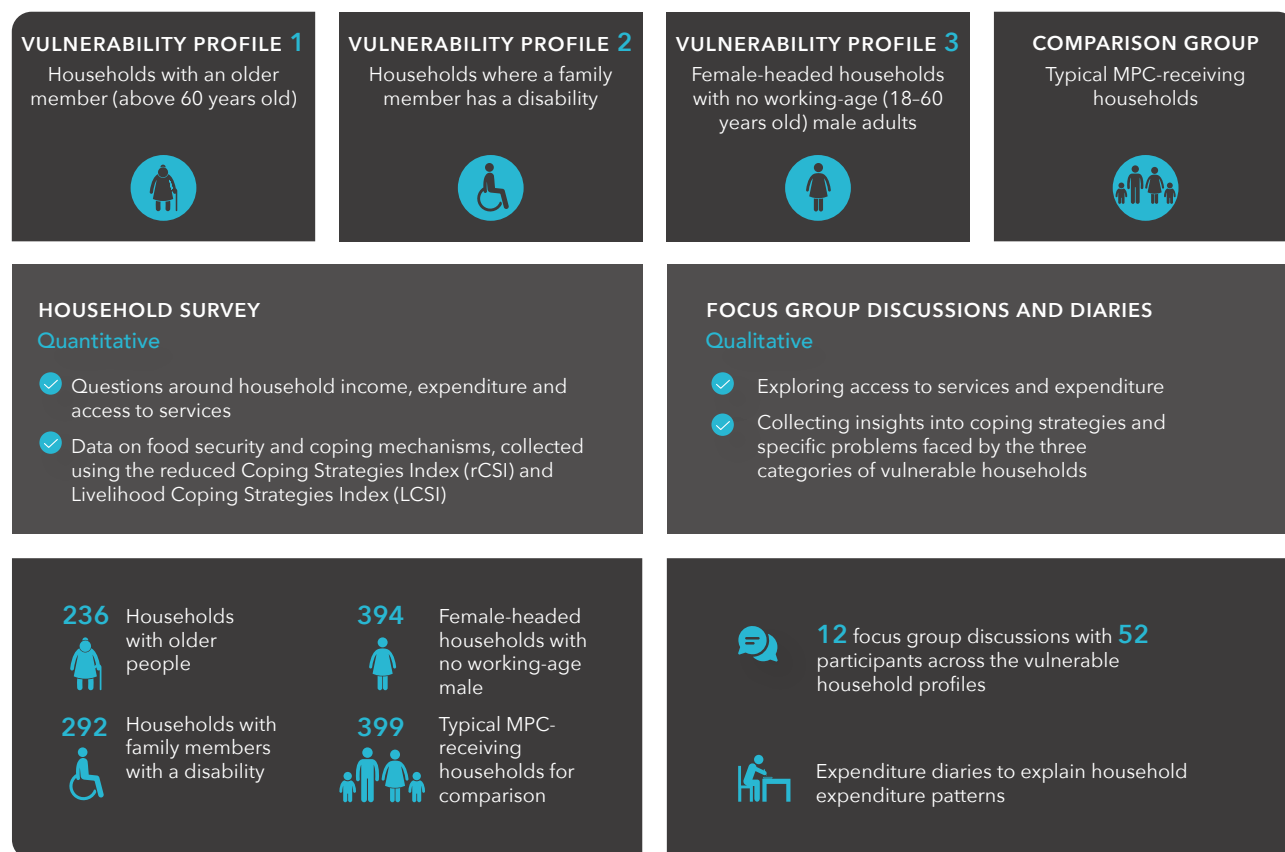 VULNERABILITY PROFILE 1
Households with an older
member (above 60 years old)
VULNERABILITY PROFILE 2
Households where a family
member has a disability
VULNERABILITY PROFILE 3
Female-headed households
with no working-age (18–60
years old) male adults
COMPARISON GROUP
Typical MPC-receiving
households
HOUSEHOLD SURVEY
Quantitative
Questions around household income, expenditure and
access to services
Data on food security and coping mechanisms, collected
using the reduced Coping Strategies Index (rCSI) and
Livelihood Coping Strategies Index (LCSI)
FOCUS GROUP DISCUSSIONS AND DIARIES
Qualitative
Exploring access to services and expenditure
Collecting insights into coping strategies and
specific problems faced by the three
categories of vulnerable households
236 Households
with older
people
394 Female-headed
households with
no working-age
male
292 Households with
family members
with a disability
399 Typical MPC-
receiving
households for
comparison
12 focus group discussions with 52
participants across the vulnerable
household profiles
Expenditure diaries to explain household
expenditure patterns